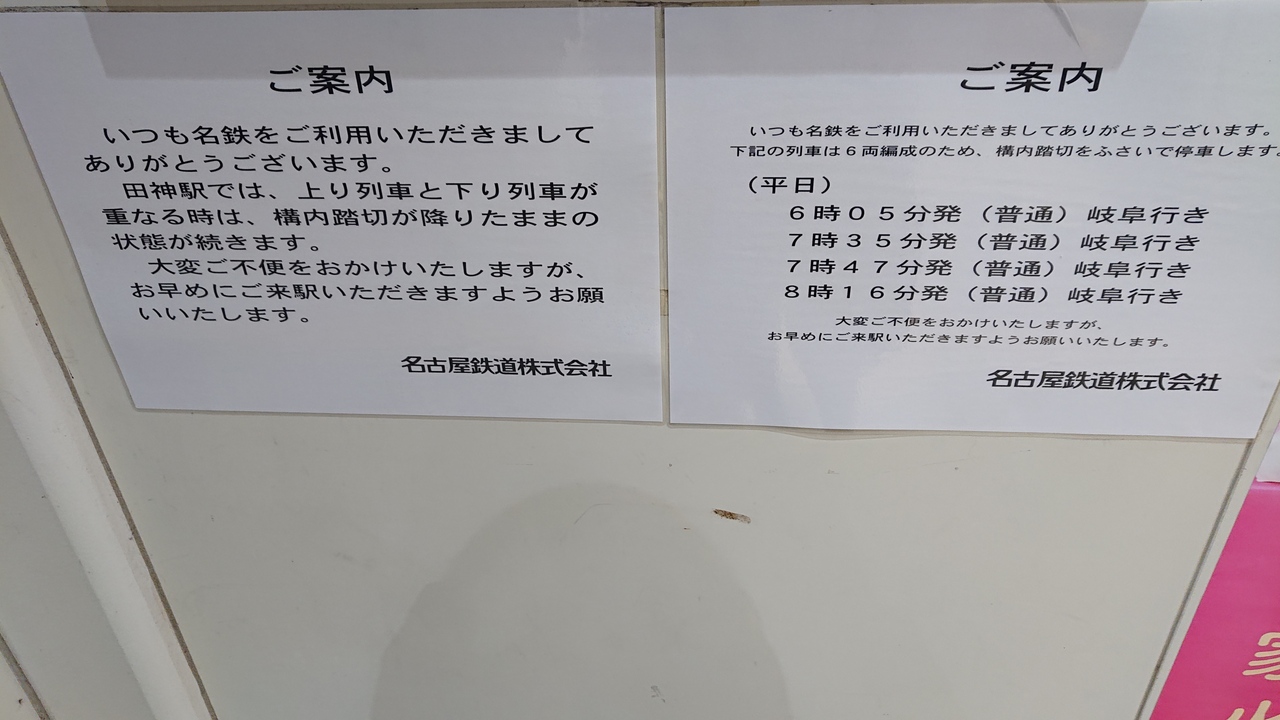 ご案内
いつも名鉄をご利用いただきまして
ありがとうございます。
田神駅では、上り列車と下り列車が
重なる時は、構内踏切が降りたままの
状態が続きます。
大変ご不便をおかけいたしますが、
お早めにご来駅いただきますようお願
いいたします。
名古屋鉄道株式会社
ご案内
いつも名鉄をご利用いただきましてありがとうございます。
下記の列車は６両編成のため、構内踏切をふさいで停車します。
（平日）
６時０５分発（普通）岐阜行き
７時３５分発（普通）岐阜行き
７時４７分発（普通）岐阜行き
８時１６分発（普通）岐阜行き
大変ご不便をおかけいたしますが、
お早めにご来駅いただきますようお願いいたします。
名古屋鉄道株式会社